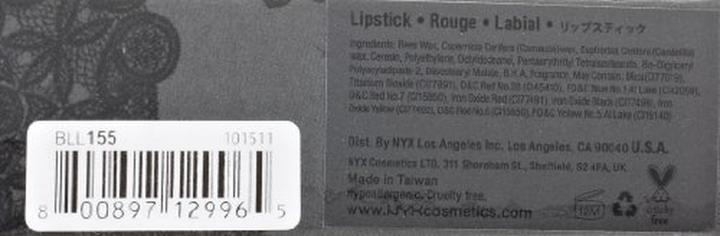 BLL155 101511
8 00897 12996 5
Lipstick • Rouge • Labial • リップスティック
Ingredients: Bees Wax, Copernica Cerifera (Carnauba) wax, Euphorbia Cerifera (Candelilla)
wax, Ceresin, Polyethylene, Octyldodecanol, Pentaerythrityl Tetraisostearate, Bis-Diglyceryl
Polyacyladipate-2, Diisostearyl Malate, B.H.A, Fragrance, May Contain: Mica(CI77019),
Titanium Dioxide (CI77891), D&C Red No.28 (CI45410), FD&C Blue No.1 Al Lake (CI42090),
D&C Red No.7 (CI15850), Iron Oxide Red (CI77491), Iron Oxide Black (CI77499), Iron
Oxide Yellow (CI77492), D&C Red No.6 (CI15850), FD&C Yellow No.5 Al Lake (CI19140)
Dist. By NYX Los Angeles Inc. Los Angeles, CA 90040 U.S.A.
NYX Cosmetics LTD. 311 Shoreham St., Sheffield, S2 4FA, UK
Made in Taiwan
Hypoallergenic. Cruelty free.
www.NYXcosmetics.com
12M
cruelty
free